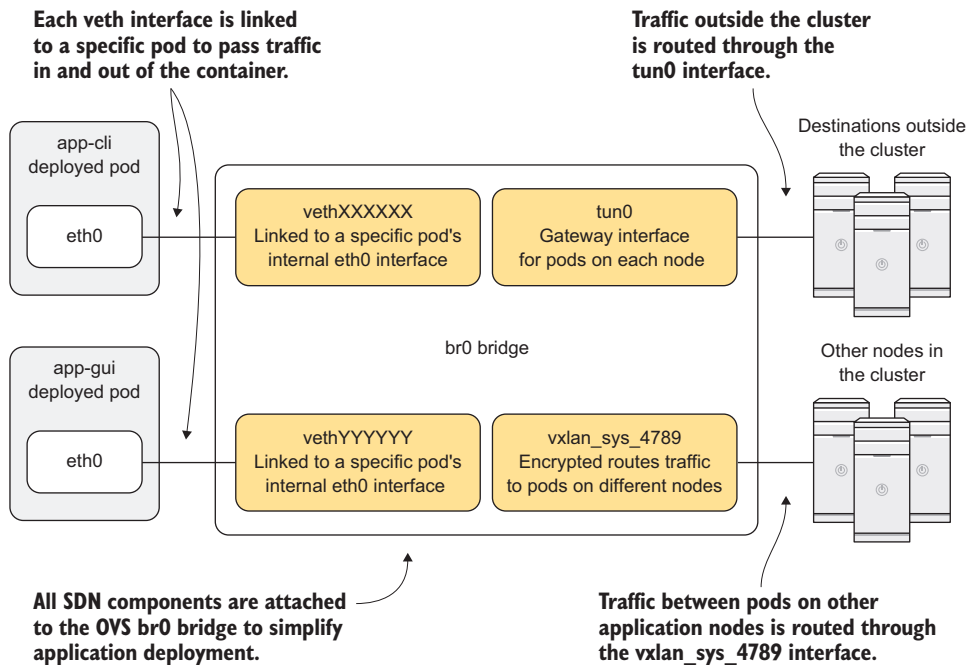 Each veth interface is linked
to a specific pod to pass traffic
in and out of the container.
Traffic outside the cluster
is routed through the
tun0 interface.
app-cli
deployed pod
eth0
vethXXXXXX
Linked to a specific pod's
internal eth0 interface
tun0
Gateway interface
for pods on each node
Destinations outside
the cluster
br0 bridge
app-gui
deployed pod
eth0
vethYYYYYY
Linked to a specific pod's
internal eth0 interface
vxlan_sys_4789
Encrypted routes traffic
to pods on different nodes
Other nodes in
the cluster
All SDN components are attached
to the OVS br0 bridge to simplify
application deployment.
Traffic between pods on other
application nodes is routed through
the vxlan_sys_4789 interface.